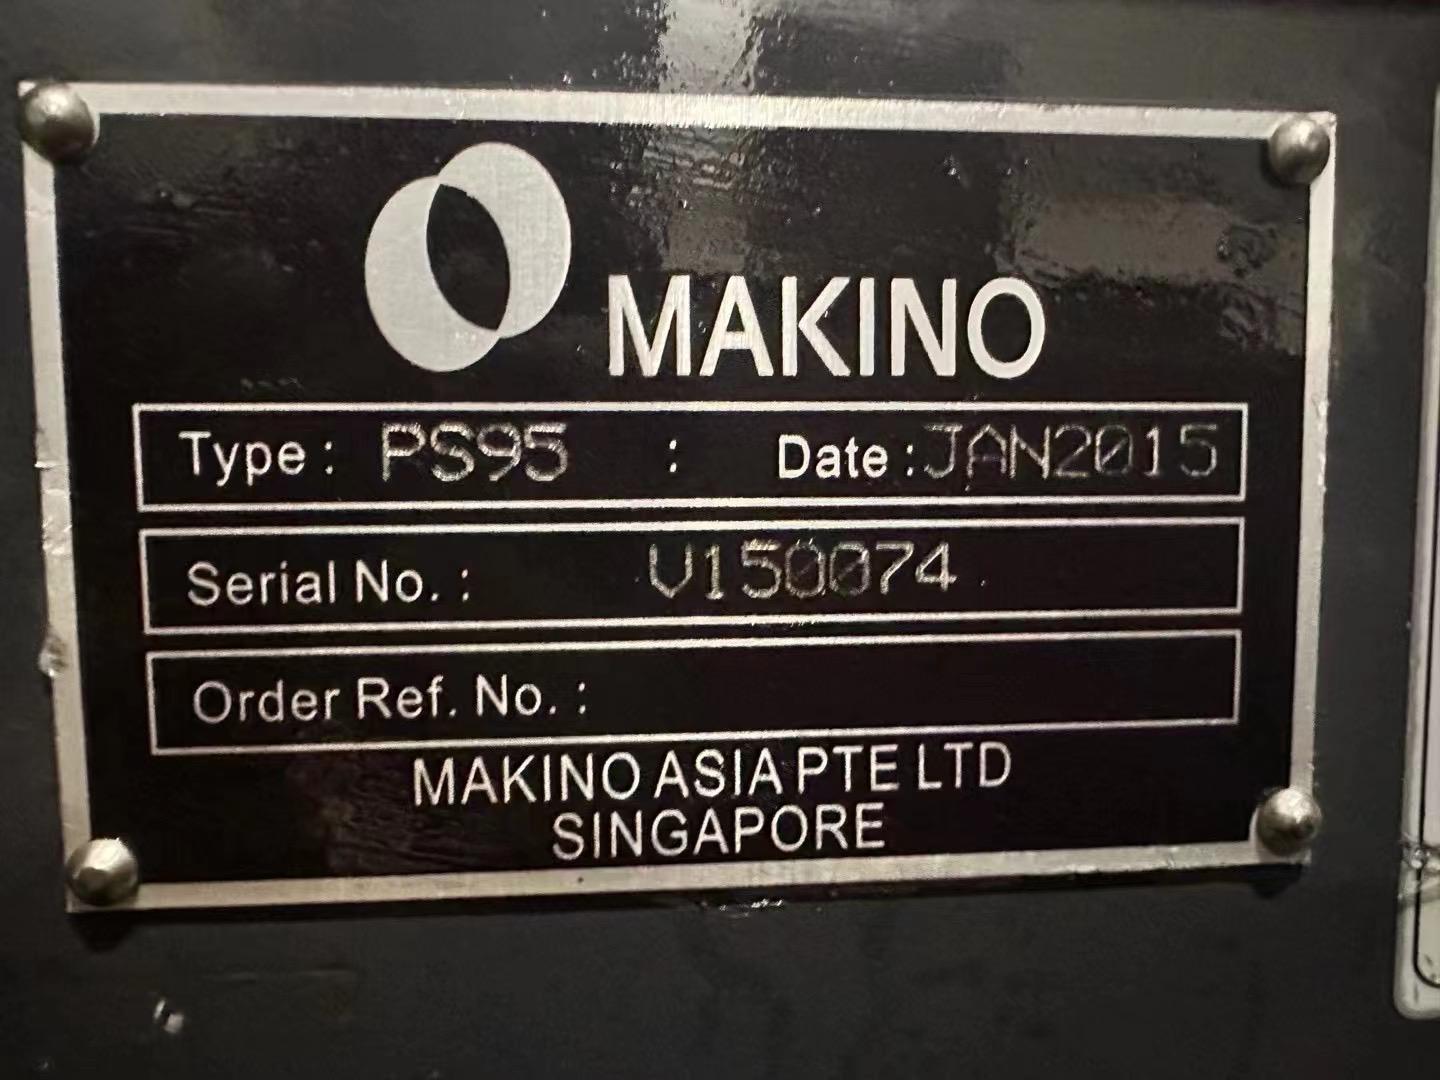 MAKINO
Type : PS95 : Date : JAN2015
Serial No. : V150074
Order Ref. No. :
MAKINO ASIA PTE LTD
SINGAPORE